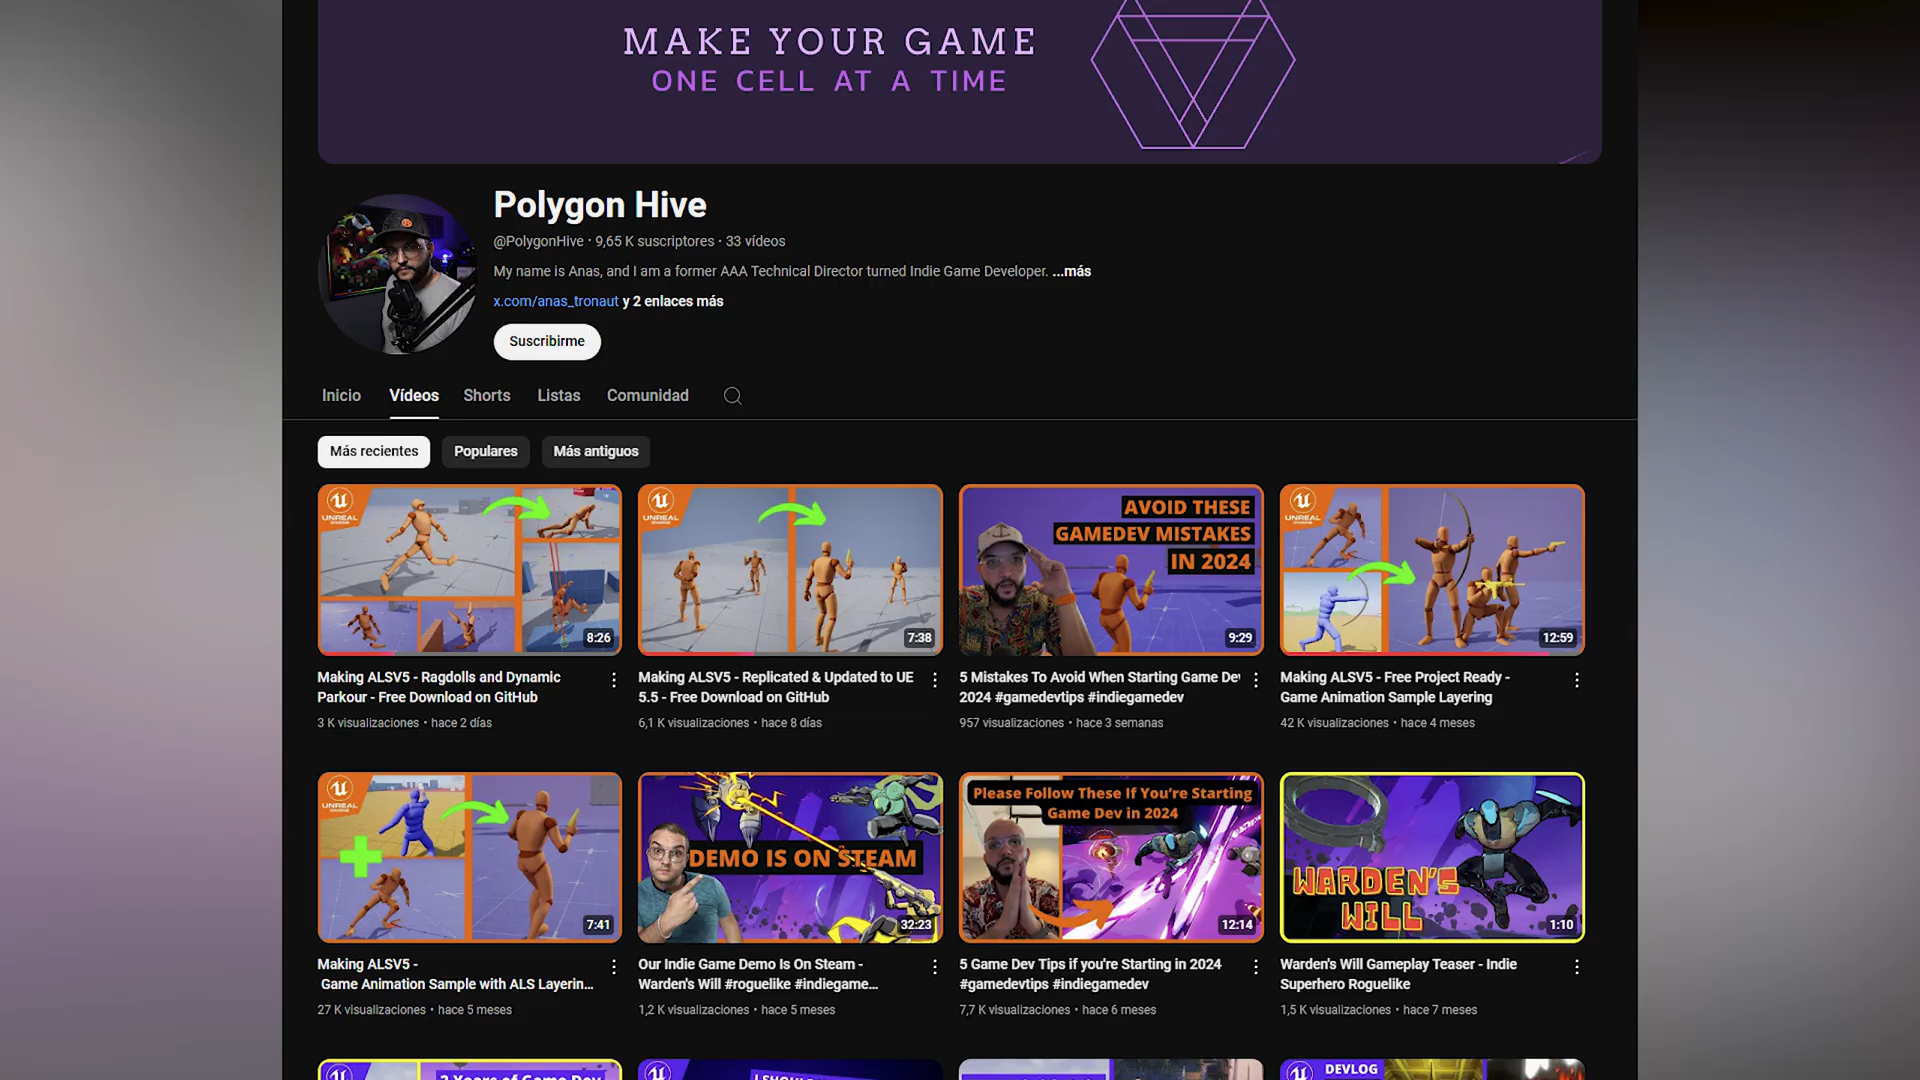 MAKE YOUR GAME
ONE CELL AT A TIME
Polygon Hive
@PolygonHive • 9,65 K suscriptores • 33 vídeos
My name is Anas, and I am a former AAA Technical Director turned Indie Game Developer. ...más
x.com/anas_tronaut y 2 enlaces más
Suscribirme
Inicio Vídeos Shorts Listas Comunidad
Más recientes Populares Más antiguos
UNREAL
8:26
UNREAL
7:38
AVOID THESE
GAMEDEV MISTAKES
IN 2024
9:29
UNREAL
12:59
Making ALSV5 - Ragdolls and Dynamic
Parkour - Free Download on GitHub
3 K visualizaciones • hace 2 días
Making ALSV5 - Replicated & Updated to UE
5.5 - Free Download on GitHub
6,1 K visualizaciones • hace 8 días
5 Mistakes To Avoid When Starting Game De
2024 #gamedevtips #indiegamedev
957 visualizaciones • hace 3 semanas
Making ALSV5 - Free Project Ready -
Game Animation Sample Layering
42 K visualizaciones • hace 4 meses
UNREAL
7:41
DEMO IS ON STEAM
32:23
Please Follow These If You're Starting
Game Dev in 2024
12:14
WARDEN'S
WILL
1:10
Making ALSV5 -
Game Animation Sample with ALS Layerin...
27 K visualizaciones • hace 5 meses
Our Indie Game Demo Is On Steam -
Warden's Will #roguelike #indiegame...
1,2 K visualizaciones • hace 5 meses
5 Game Dev Tips if you're Starting in 2024
#gamedevtips #indiegamedev
7,7 K visualizaciones • hace 6 meses
Warden's Will Gameplay Teaser - Indie
Superhero Roguelike
1,5 K visualizaciones • hace 7 meses
2 Years of Game Dev
I SHOULD
DEVLOG